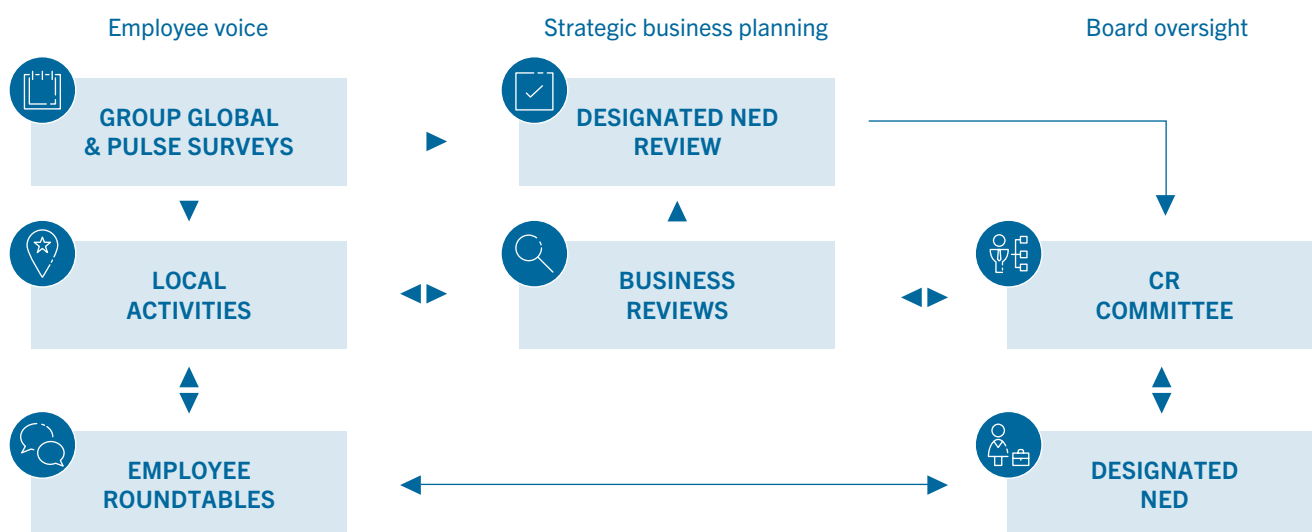 Employee voice
Strategic business planning
Board oversight
GROUP GLOBAL
& PULSE SURVEYS
DESIGNATED NED
REVIEW
LOCAL
ACTIVITIES
BUSINESS
REVIEWS
CR
COMMITTEE
EMPLOYEE
ROUNDTABLES
DESIGNATED
NED